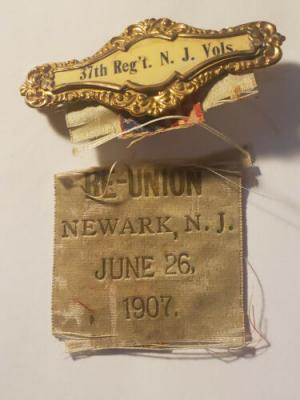 37th Reg't. N. J. Vols.
RE-UNION
NEWARK, N. J.
JUNE 26,
1907.